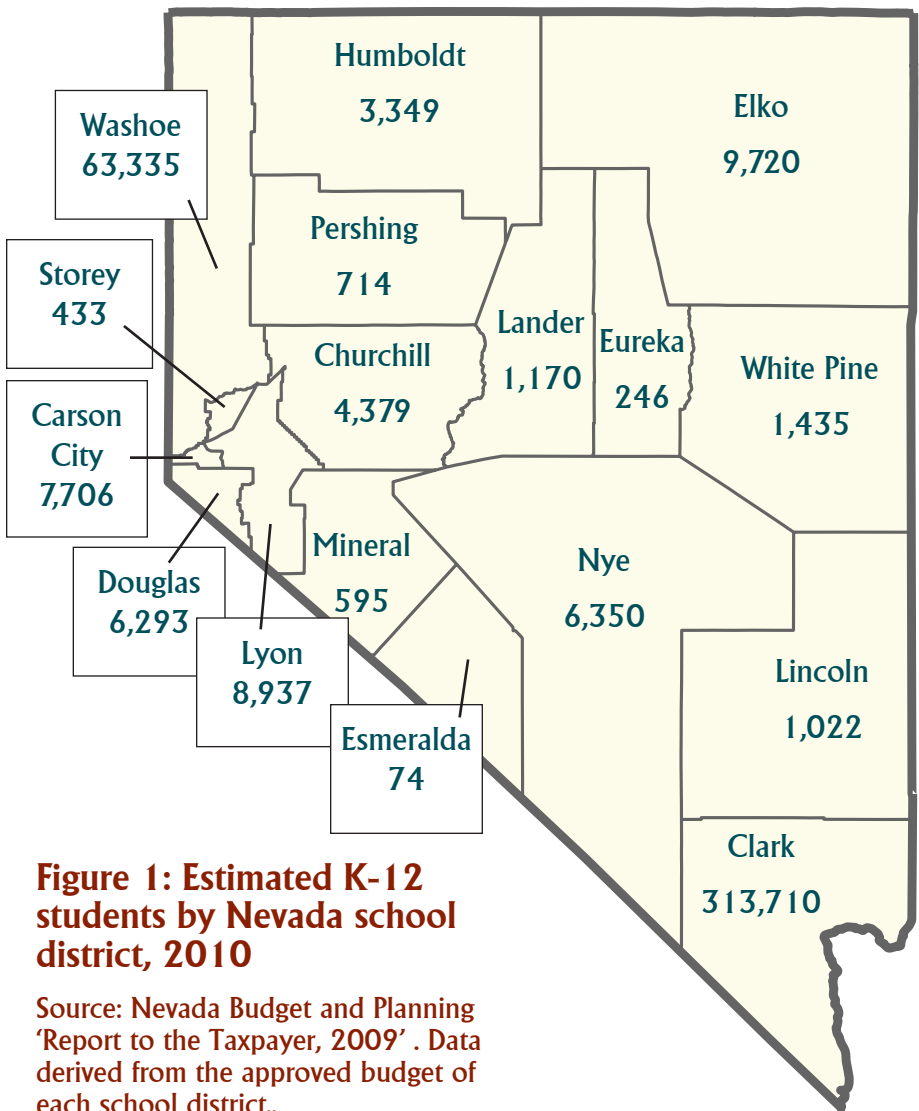 Humboldt
3,349
Elko
9,720
Washoe
63,335
Pershing
714
Storey
433
Lander
1,170
Eureka
246
Churchill
4,379
White Pine
1,435
Carson
City
7,706
Mineral
595
Nye
6,350
Douglas
6,293
Lyon
8,937
Lincoln
1,022
Esmeralda
74
Clark
313,710
Figure 1: Estimated K-12
students by Nevada school
district, 2010
Source: Nevada Budget and Planning
‘Report to the Taxpayer, 2009’ . Data
derived from the approved budget of
each school district..